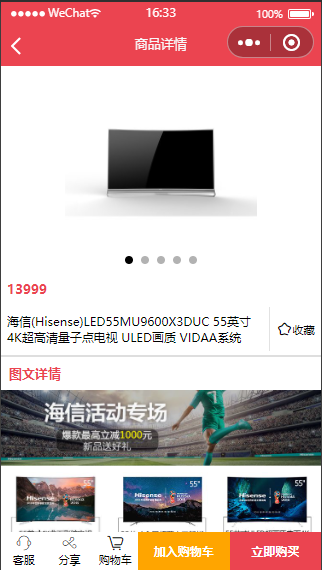 WeChat
16:33
100%
商品详情
13999
海信(Hisense)LED55MU9600X3DUC 55英寸
4K超高清量子点电视 ULED画质 VIDAA系统
收藏
图文详情
海信活动专场
爆款最高立减1000元
新品送好礼
55"
55"
55"
Hisense
Hisense
Hisense
客服
分享
购物车
加入购物车
立即购买